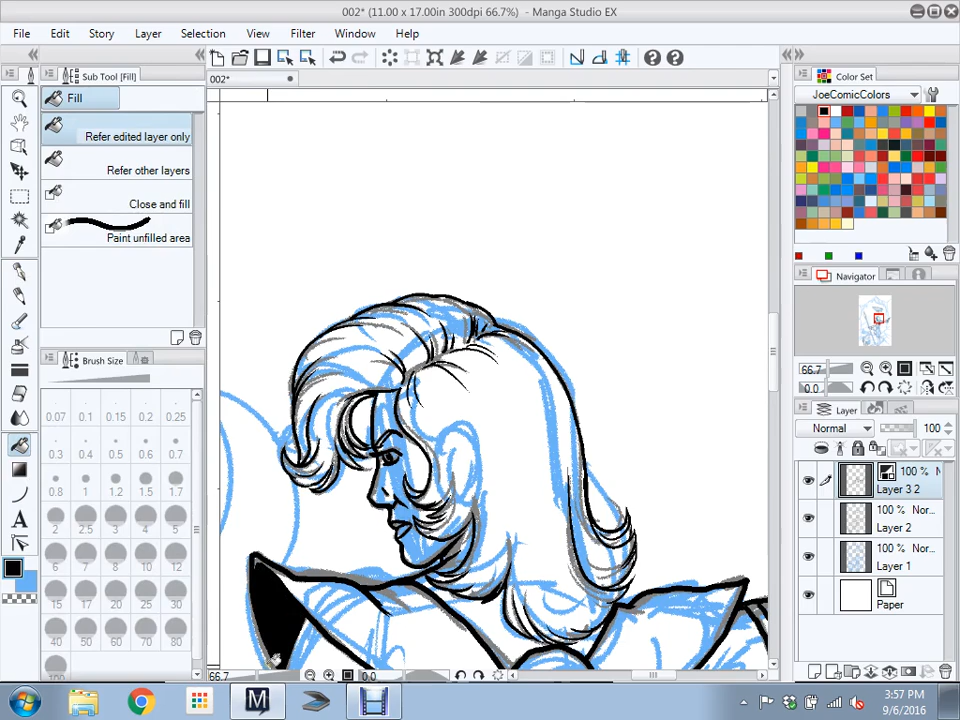 002* (11.00 x 17.00in 300dpi 66.7%) - Manga Studio EX
File Edit Story Layer Selection View Filter Window Help
Sub Tool [Fill]
002*
Color Set
Fill
JoeComicColors
Refer edited layer only
Refer other layers
Close and fill
Paint unfilled area
Navigator
Brush Size
66.7
0.0
0.07 0.1 0.15 0.2 0.25
Layer
Normal 100
0.3 0.4 0.5 0.6 0.7
100 % N
Layer 3 2
0.8 1 1.2 1.5 1.7
100 % Nor...
Layer 2
2 2.5 3 4 5
100 % Nor...
Layer 1
6 7 8 10 12
Paper
15 17 20 25 30
40 50 60 70 80
100
66.7 0.0
A
M
3:57 PM
9/6/2016